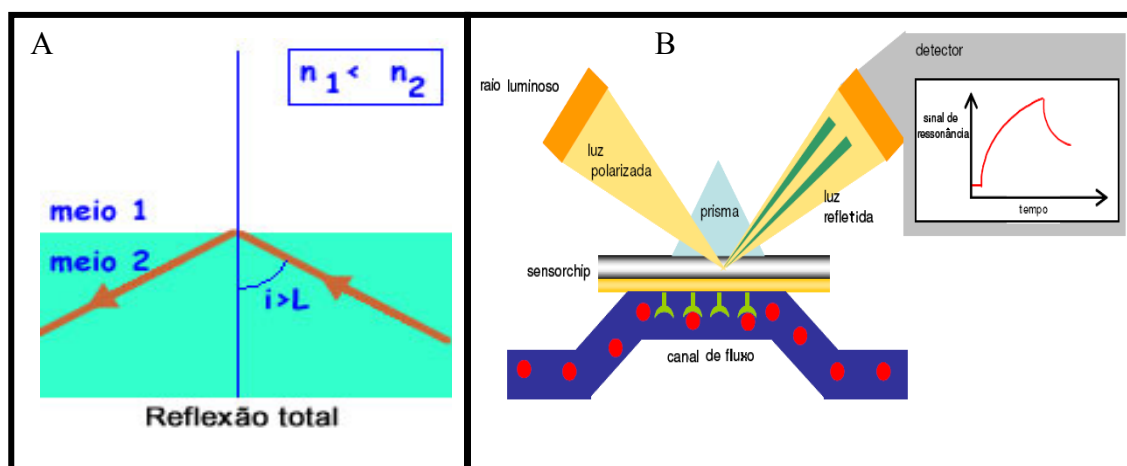 A
n1 < n2
meio 1
meio 2
i>L
Reflexão total
B
detector
raio luminoso
sinal de
ressonância
luz
polarizada
prisma
luz
refletida
tempo
sensorchip
canal de fluxo